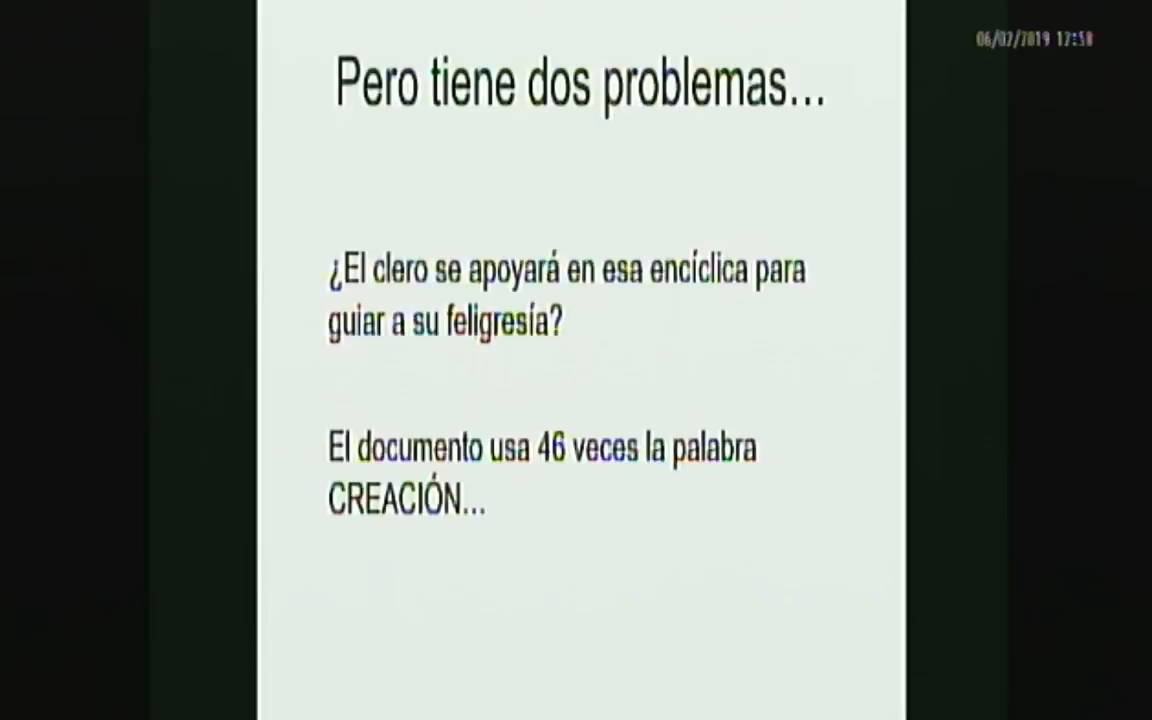 06/02/2019 12:58
Pero tiene dos problemas...
¿El clero se apoyará en esa encíclica para
guiar a su feligresía?
El documento usa 46 veces la palabra
CREACIÓN...